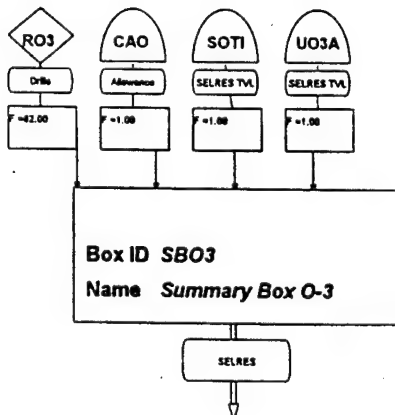 RO3 CAO SOTI UO3A
Drills Allowance SELRES TVL SELRES TVL
F =42.00 F =1.00 F =1.00 F =1.00
Box ID SBO3
Name Summary Box O-3
SELRES